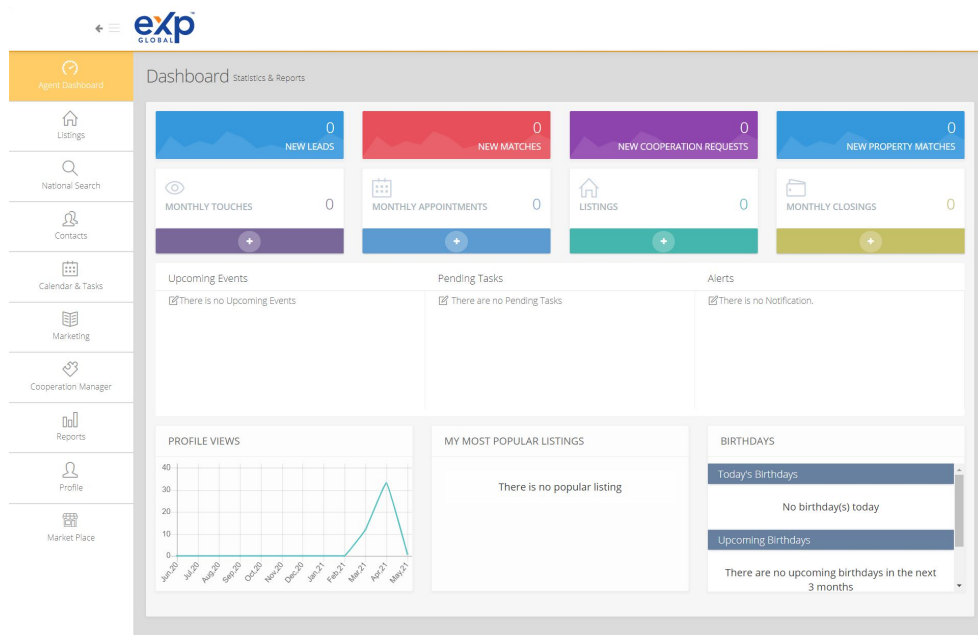 exp™
GLOBAL
Agent Dashboard
Listings
National Search
Contacts
Calendar & Tasks
Marketing
Cooperation Manager
Reports
Profile
Market Place
Dashboard Statistics & Reports
0
NEW LEADS
0
NEW MATCHES
0
NEW COOPERATION REQUESTS
0
NEW PROPERTY MATCHES
MONTHLY TOUCHES 0
MONTHLY APPOINTMENTS 0
LISTINGS 0
MONTHLY CLOSINGS 0
Upcoming Events
There is no Upcoming Events
Pending Tasks
There are no Pending Tasks
Alerts
There is no Notification.
PROFILE VIEWS
40
30
20
10
0
Jun.20 Jul.20 Aug.20 Sep.20 Oct.20 Nov.20 Dec.20 Jan.21 Feb.21 Mar.21 Apr.21 May.21
MY MOST POPULAR LISTINGS
There is no popular listing
BIRTHDAYS
Today's Birthdays
No birthday(s) today
Upcoming Birthdays
There are no upcoming birthdays in the next
3 months